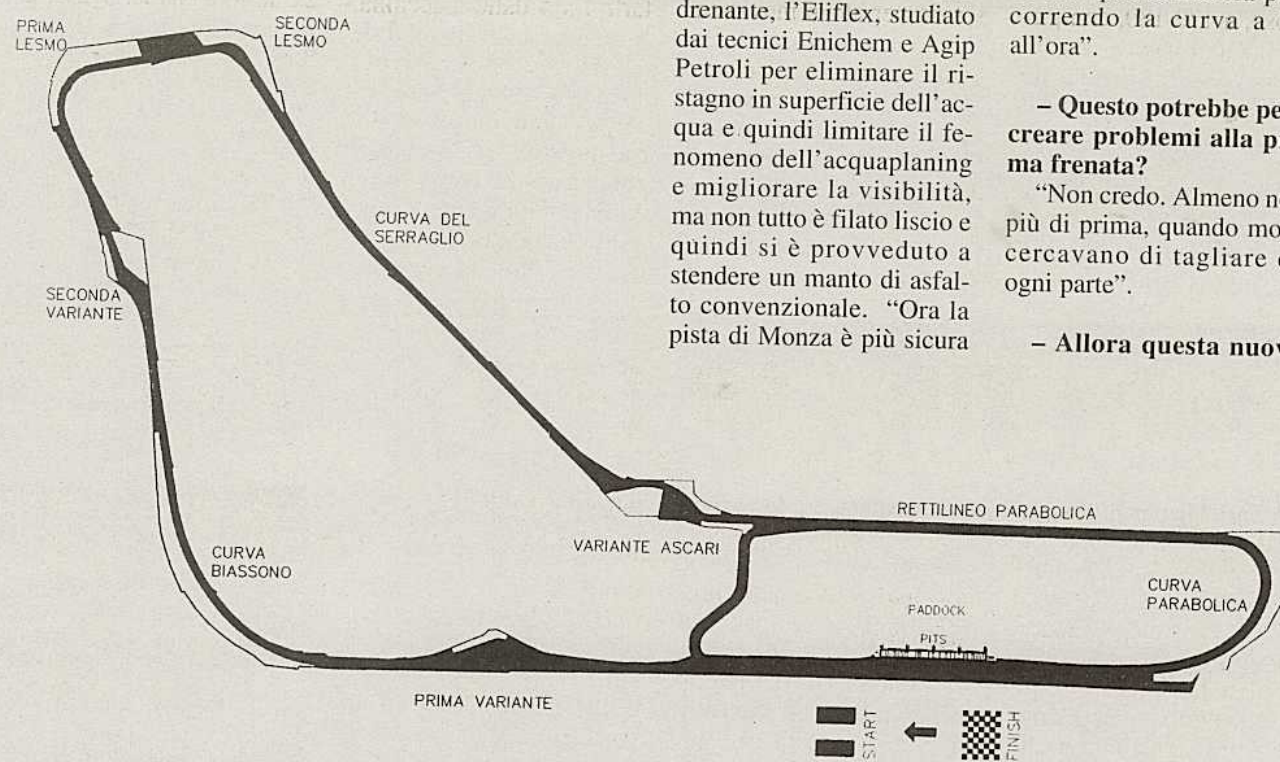 PRIMA
LESMO
SECONDA
LESMO
CURVA DEL
SERRAGLIO
SECONDA
VARIANTE
CURVA
BIASSONO
VARIANTE ASCARI
RETTILINEO PARABOLICA
CURVA
PARABOLICA
PADDOCK
PITS
PRIMA VARIANTE
START
FINISH
drenante, l'Eliflex, studiato
dai tecnici Enichem e Agip
Petroli per eliminare il ri-
stagno in superficie dell'ac-
qua e quindi limitare il fe-
nomeno dell'acquaplaning
e migliorare la visibilità,
ma non tutto è filato liscio e
quindi si è provveduto a
stendere un manto di asfal-
to convenzionale. “Ora la
pista di Monza è più sicura
correndo la curva a
all'ora”.
– Questo potrebbe pe
creare problemi alla p
ma frenata?
“Non credo. Almeno n
più di prima, quando mo
cercavano di tagliare d
ogni parte”.
– Allora questa nuov